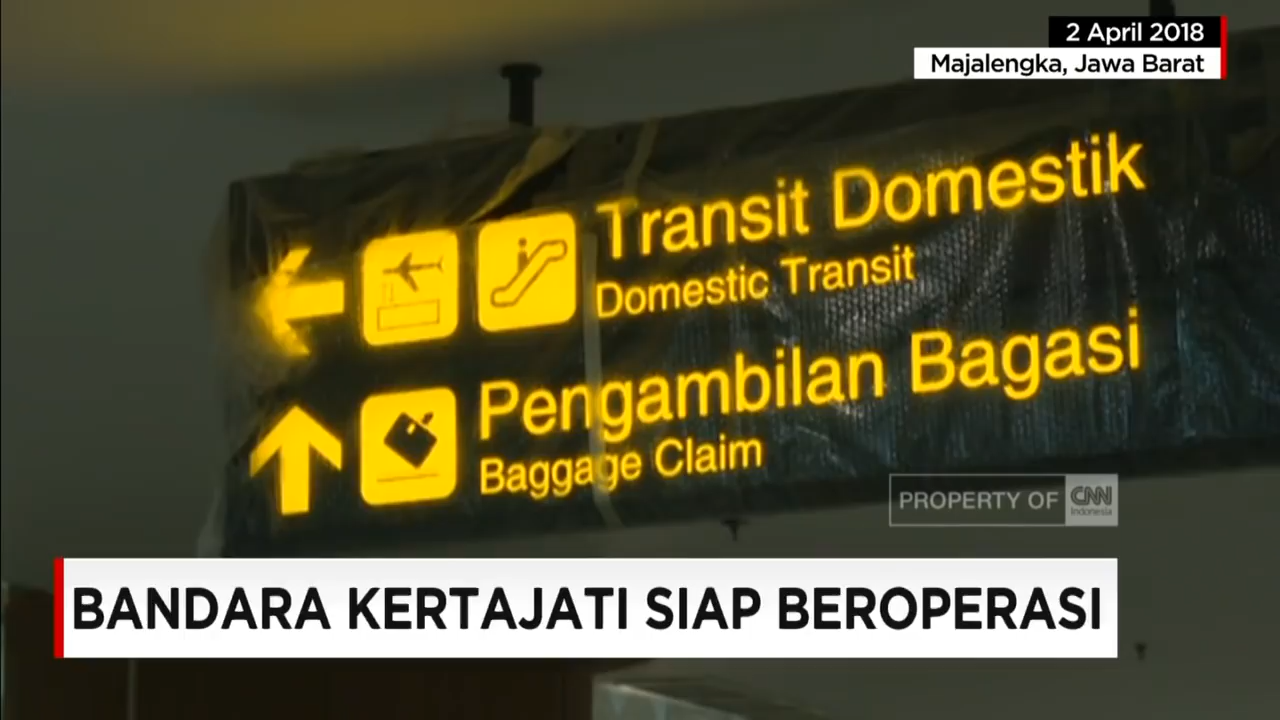 2 April 2018
Majalengka, Jawa Barat
Transit Domestik
Domestic Transit
Pengambilan Bagasi
Baggage Claim
PROPERTY OF CNN Indonesia
BANDARA KERTAJATI SIAP BEROPERASI